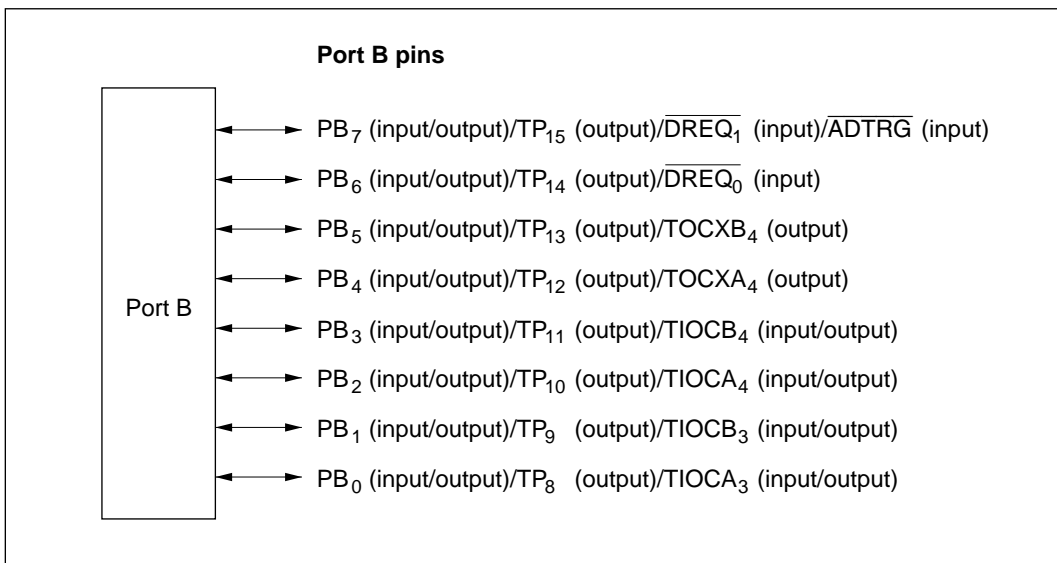 Port B pins
PB₇ (input/output)/TP₁₅ (output)/D̅R̅E̅Q̅₁̅ (input)/A̅D̅T̅R̅G̅ (input)
PB₆ (input/output)/TP₁₄ (output)/D̅R̅E̅Q̅₀̅ (input)
PB₅ (input/output)/TP₁₃ (output)/TOCXB₄ (output)
PB₄ (input/output)/TP₁₂ (output)/TOCXA₄ (output)
Port B
PB₃ (input/output)/TP₁₁ (output)/TIOCB₄ (input/output)
PB₂ (input/output)/TP₁₀ (output)/TIOCA₄ (input/output)
PB₁ (input/output)/TP₉ (output)/TIOCB₃ (input/output)
PB₀ (input/output)/TP₈ (output)/TIOCA₃ (input/output)